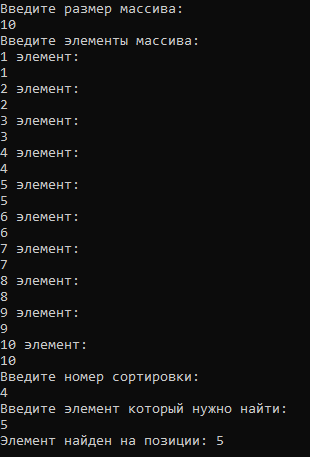 Введите размер массива:
10
Введите элементы массива:
1 элемент:
1
2 элемент:
2
3 элемент:
3
4 элемент:
4
5 элемент:
5
6 элемент:
6
7 элемент:
7
8 элемент:
8
9 элемент:
9
10 элемент:
10
Введите номер сортировки:
4
Введите элемент который нужно найти:
5
Элемент найден на позиции: 5